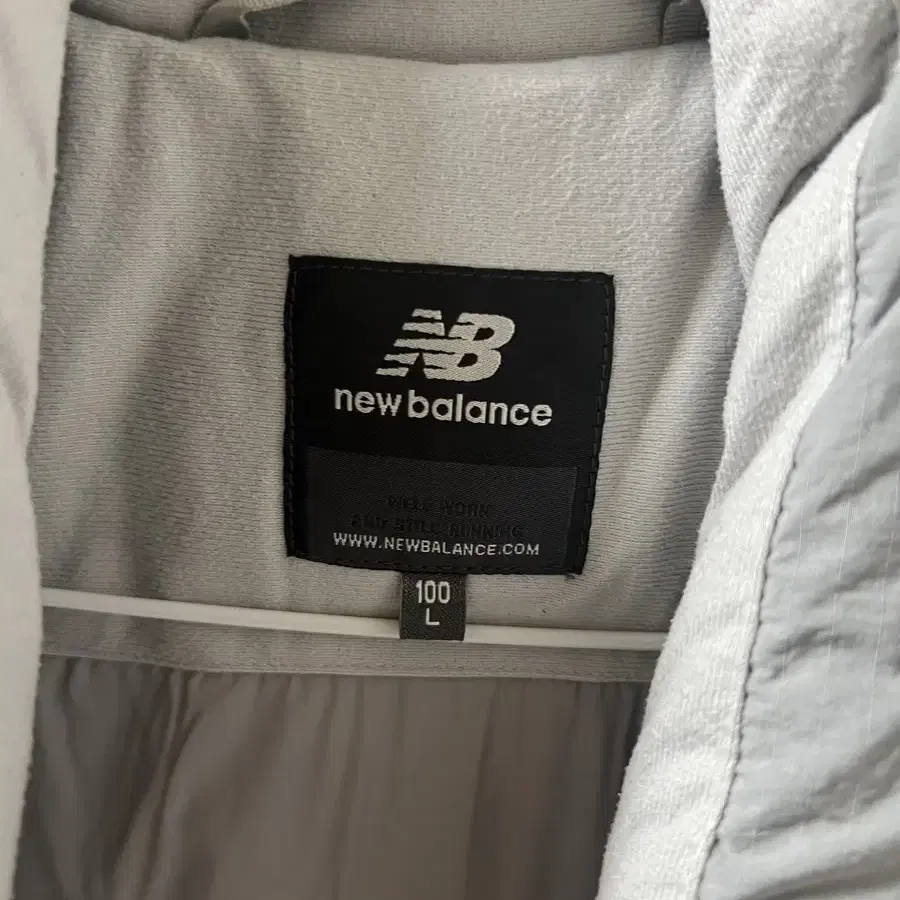 NB
new balance
WELL WORN
AND STILL RUNNING
WWW.NEWBALANCE.COM
100
L